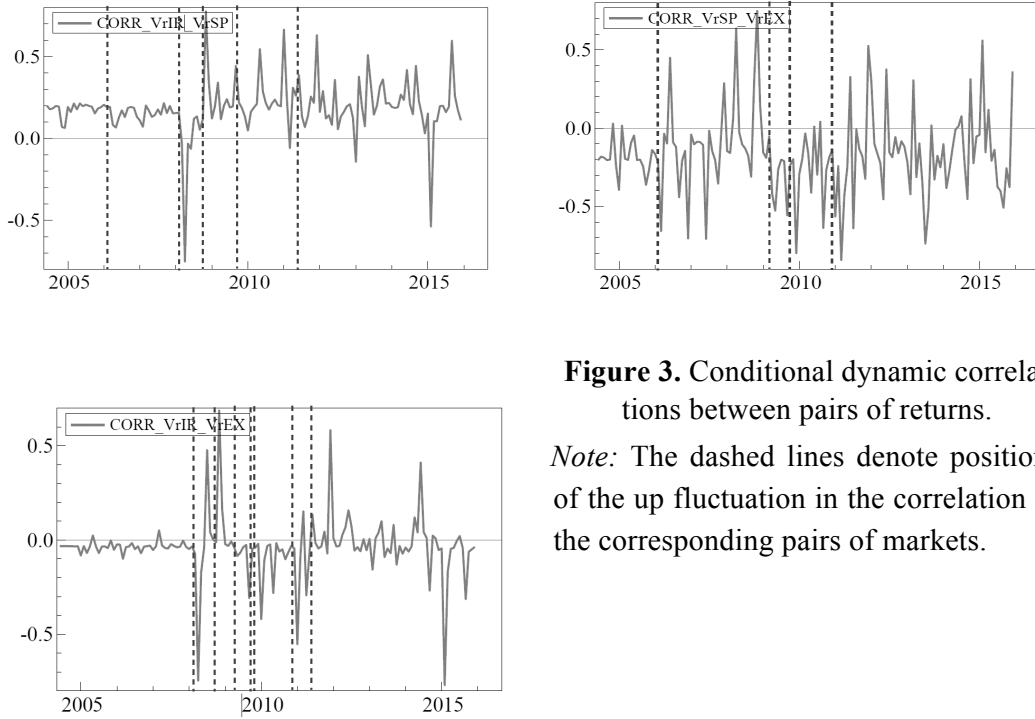 CORR_VrIR_VrSP
0.5
0.0
-0.5
2005 2010 2015
CORR_VrSP_VrEX
0.5
0.0
-0.5
2005 2010 2015
CORR_VrIR_VrEX
0.5
0.0
-0.5
2005 2010 2015
Figure 3. Conditional dynamic correla
tions between pairs of returns.
Note: The dashed lines denote position
of the up fluctuation in the correlation
the corresponding pairs of markets.